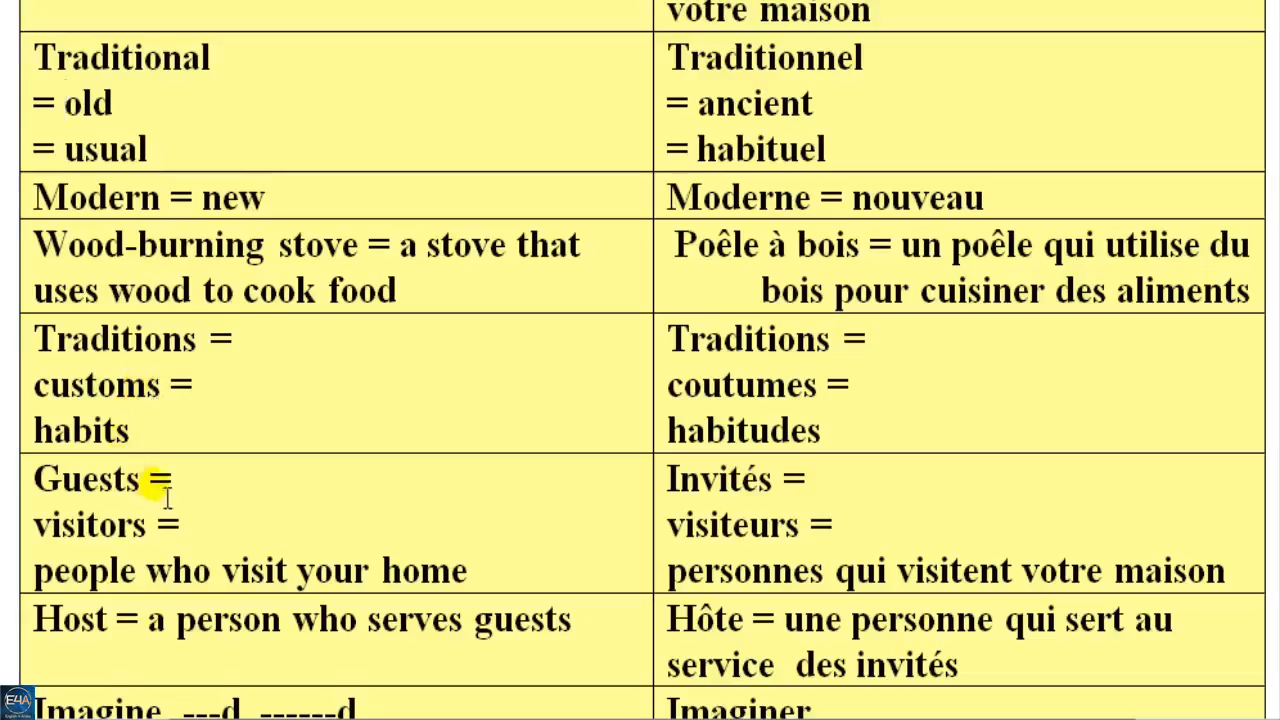 votre maison
Traditional
= old
= usual
Traditionnel
= ancient
= habituel
Modern = new
Moderne = nouveau
Wood-burning stove = a stove that
uses wood to cook food
Poêle à bois = un poêle qui utilise du
bois pour cuisiner des aliments
Traditions =
customs =
habits
Traditions =
coutumes =
habitudes
Guests =
visitors =
people who visit your home
Invités =
visiteurs =
personnes qui visitent votre maison
Host = a person who serves guests
Hôte = une personne qui sert au
service des invités
Imagine ---d ------d
Imaginer
E4A